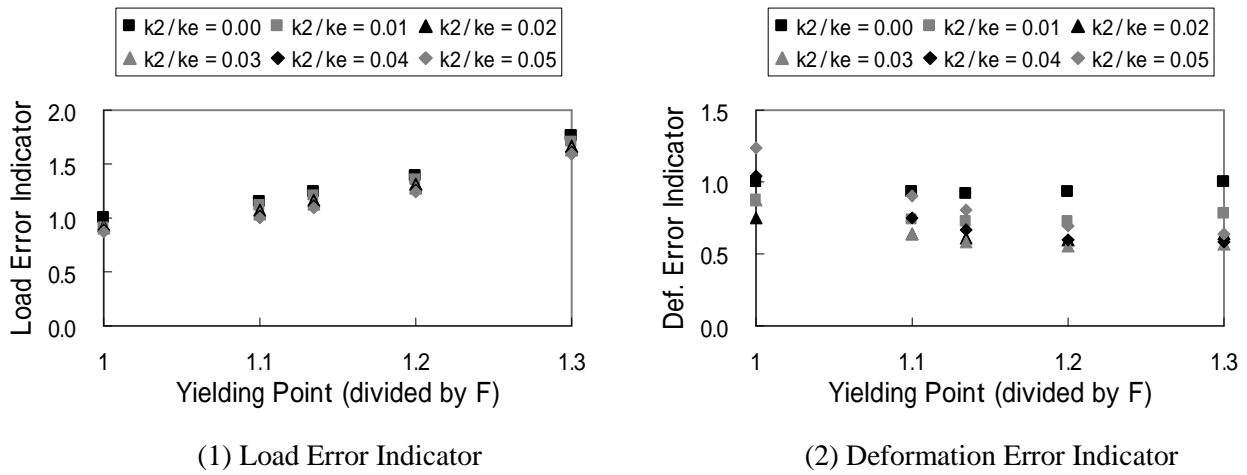 k2/ke = 0.00 k2/ke = 0.01 k2/ke = 0.02
k2/ke = 0.03 k2/ke = 0.04 k2/ke = 0.05
Load Error Indicator
2.0
1.5
1.0
0.5
0.0
1 1.1 1.2 1.3
Yielding Point (divided by F)
(1) Load Error Indicator
k2/ke = 0.00 k2/ke = 0.01 k2/ke = 0.02
k2/ke = 0.03 k2/ke = 0.04 k2/ke = 0.05
Def. Error Indicator
1.5
1.0
0.5
0.0
1 1.1 1.2 1.3
Yielding Point (divided by F)
(2) Deformation Error Indicator